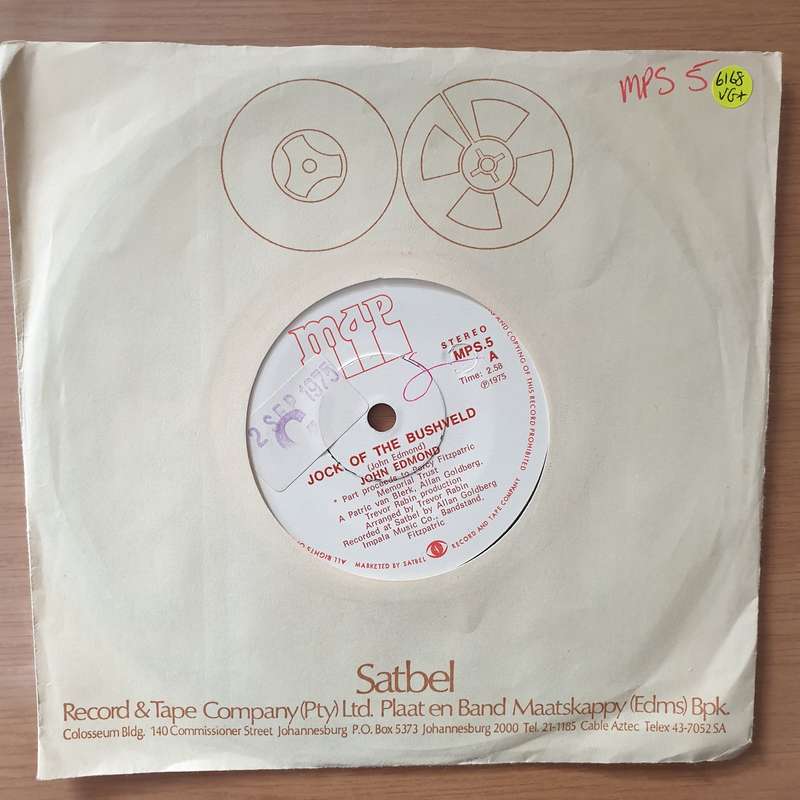 MPS 5
6168
VG+
map
STEREO
MPS.5
A
Time: 2.58
℗1975
2 SEP 1975
JOCK OF THE BUSHVELD
(John Edmond)
JOHN EDMOND
* Part proceeds to Percy Fitzpatric
Memorial Trust
A Patric van Blerk, Allan Goldberg,
Trevor Rabin production
Arranged by Trevor Rabin
Recorded at Satbel by Allan Goldberg
Impala Music Co., Bandstand,
Fitzpatric
ALL RIGHTS O
MARKETED BY SATBEL RECORD AND TAPE COMPANY
AND COPYING OF THIS RECORD PROHIBITED
Satbel
Record & Tape Company (Pty) Ltd. Plaat en Band Maatskappy (Edms) Bpk.
Colosseum Bldg. 140 Commissioner Street Johannesburg P.O. Box 5373 Johannesburg 2000 Tel. 21-1185 Cable Aztec Telex 43-7052 SA